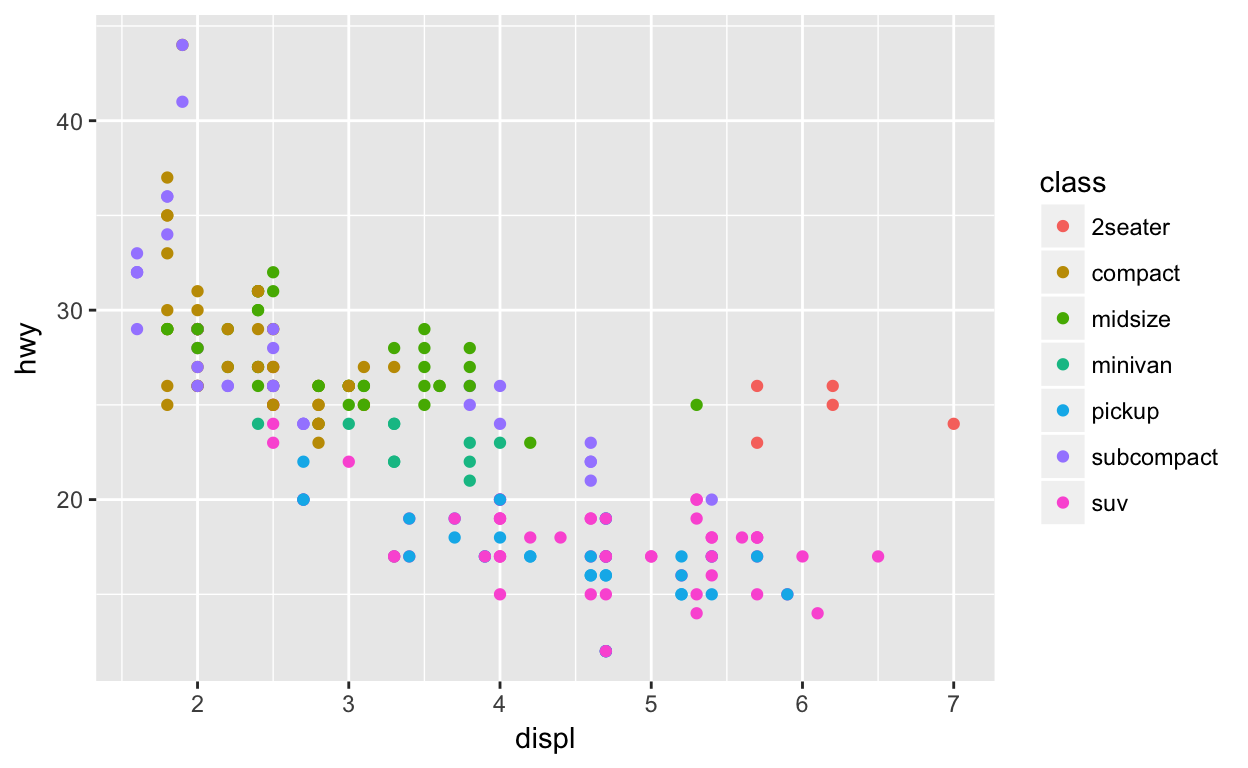 40
30
20
hwy
2
3
4
5
6
7
displ
class
2seater
compact
midsize
minivan
pickup
subcompact
suv